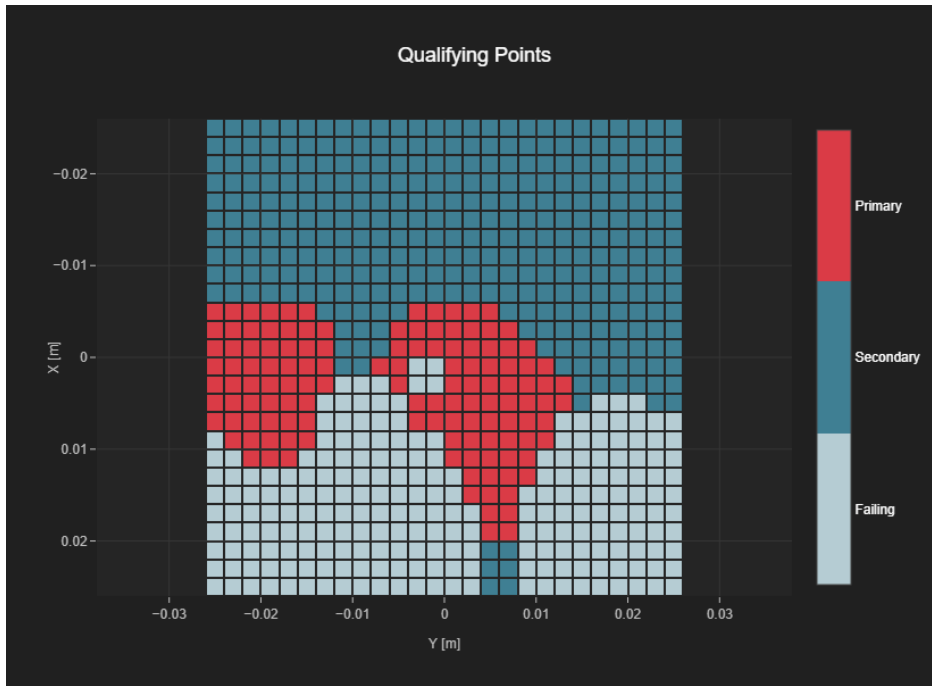 Qualifying Points
−0.02
−0.01
0
0.01
0.02
X [m]
−0.03
−0.02
−0.01
0
0.01
0.02
0.03
Y [m]
Primary
Secondary
Failing